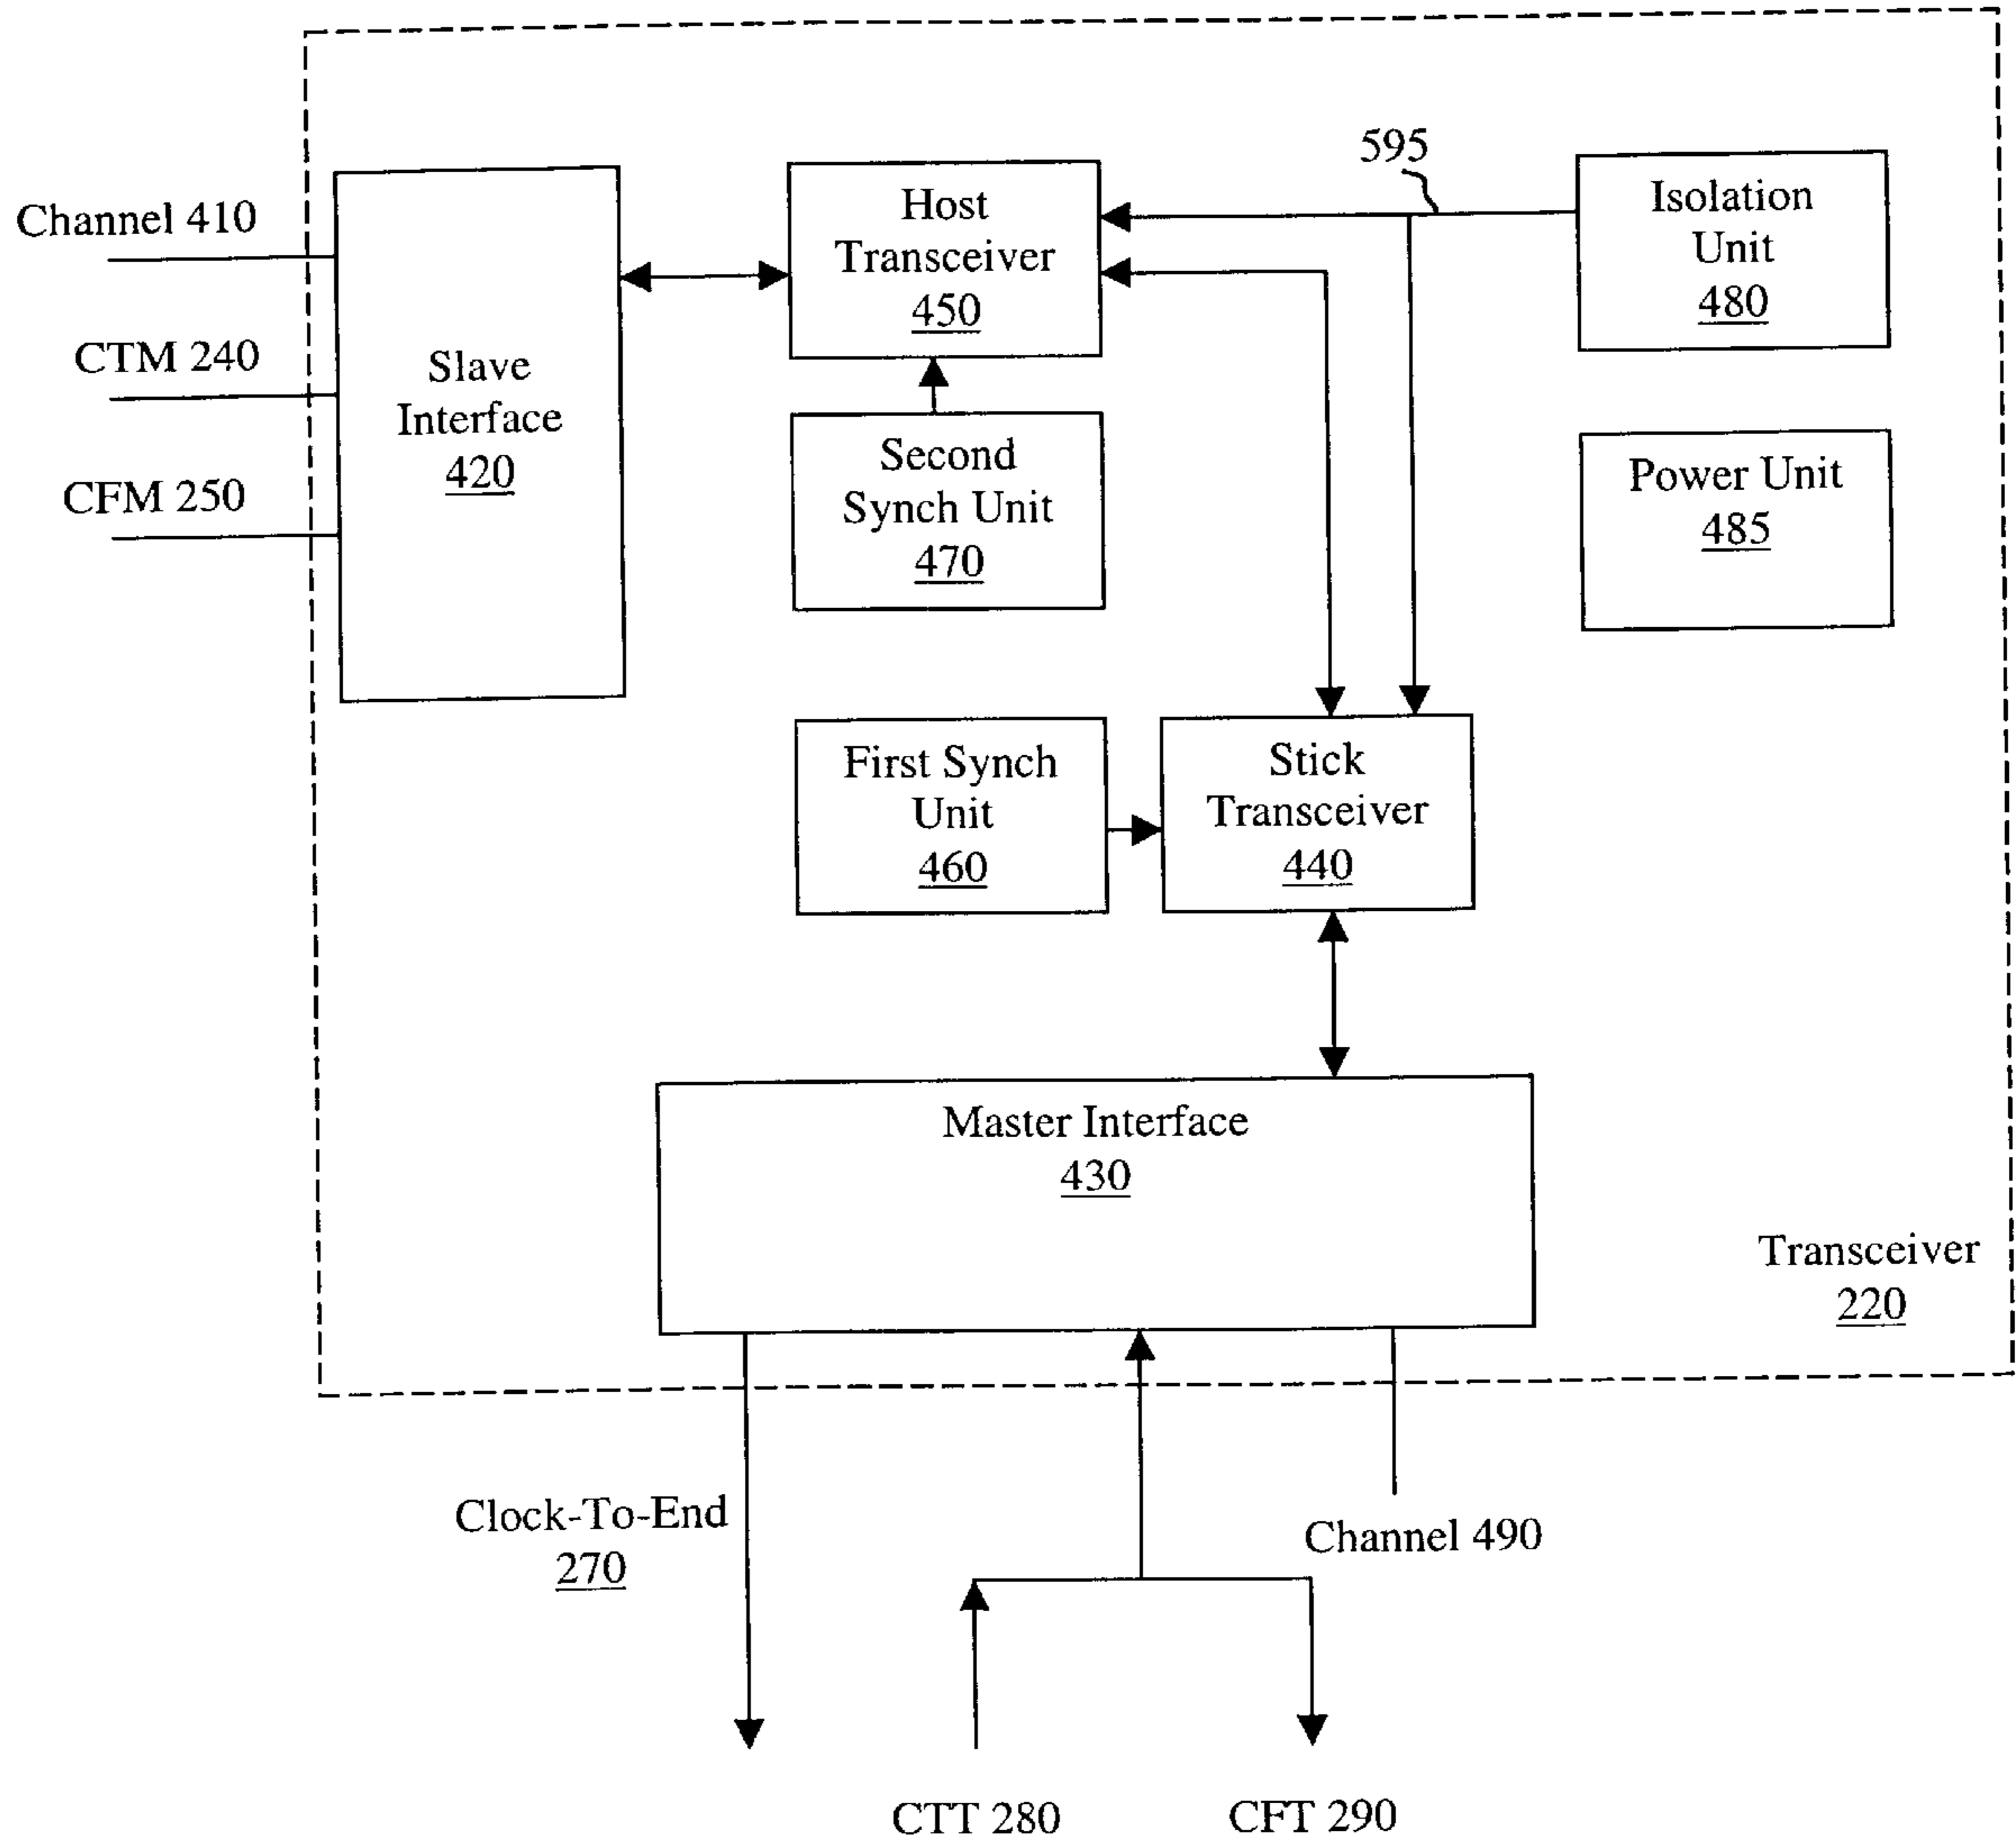 595
Channel 410
CTM 240
CFM 250
Slave
Interface
420
Host
Transceiver
450
Isolation
Unit
480
Second
Synch Unit
470
Power Unit
485
First Synch
Unit
460
Stick
Transceiver
440
Master Interface
430
Transceiver
220
Clock-To-End
270
Channel 490
CTT 280
CFT 290